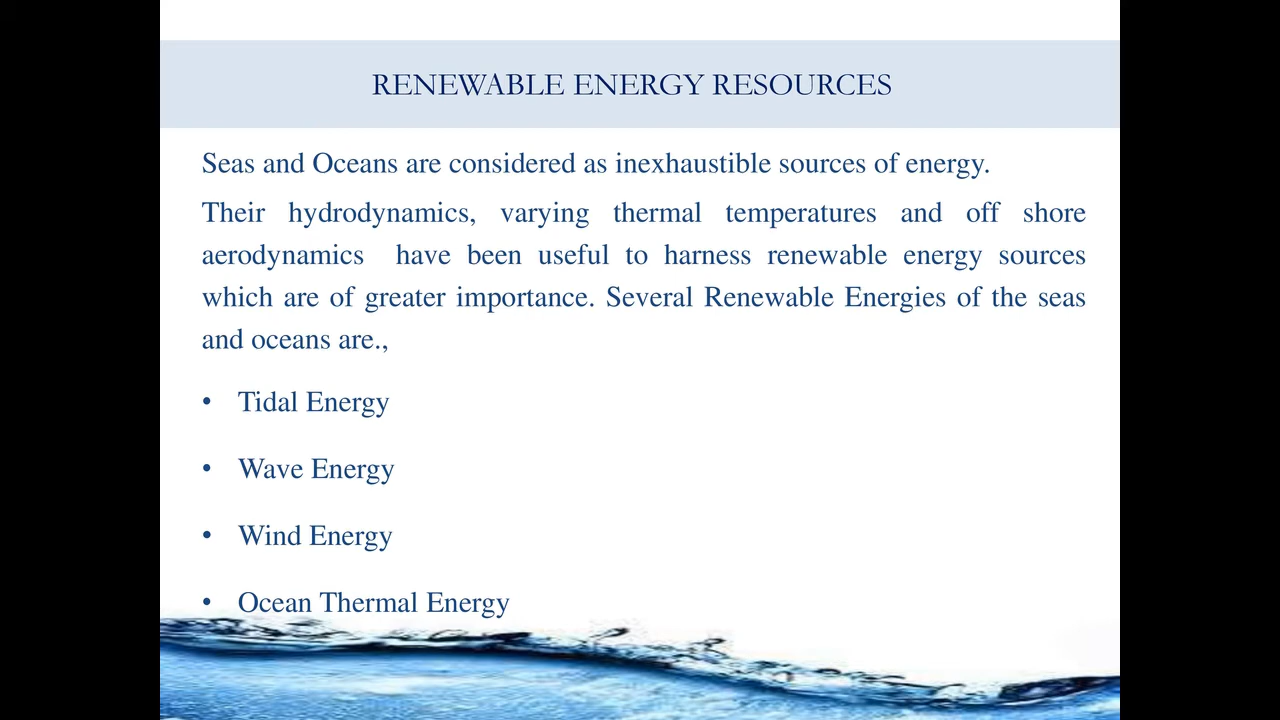 RENEWABLE ENERGY RESOURCES
Seas and Oceans are considered as inexhaustible sources of energy.
Their hydrodynamics, varying thermal temperatures and off shore
aerodynamics have been useful to harness renewable energy sources
which are of greater importance. Several Renewable Energies of the seas
and oceans are.,
• Tidal Energy
• Wave Energy
• Wind Energy
• Ocean Thermal Energy